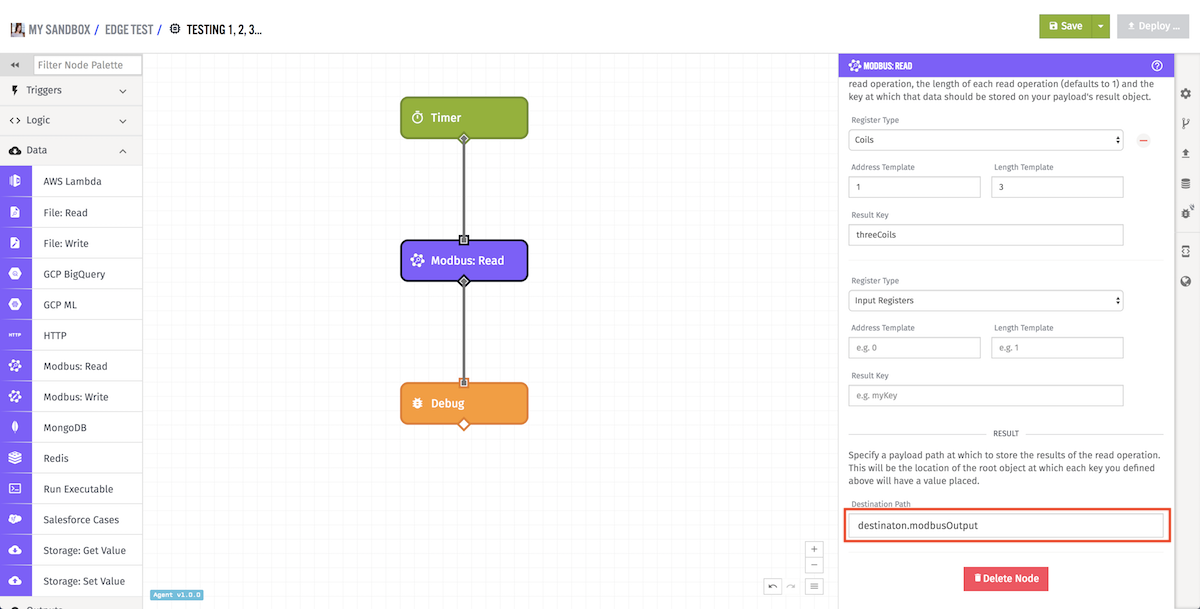 MY SANDBOX / EDGE TEST / TESTING 1, 2, 3...
Save
Deploy ...
Filter Node Palette
Triggers
Logic
Data
AWS Lambda
File: Read
File: Write
GCP BigQuery
GCP ML
HTTP HTTP
Modbus: Read
Modbus: Write
MongoDB
Redis
Run Executable
Salesforce Cases
Storage: Get Value
Storage: Set Value
Outputs
Timer
Modbus: Read
Debug
Agent v1.0.0
MODBUS: READ
read operation, the length of each read operation (defaults to 1) and the
key at which that data should be stored on your payload's result object.
Register Type
Coils
Address Template Length Template
1 3
Result Key
threeCoils
Register Type
Input Registers
Address Template Length Template
e.g. 0 e.g. 1
Result Key
e.g. myKey
RESULT
Specify a payload path at which to store the results of the read operation.
This will be the location of the root object at which each key you defined
above will have a value placed.
Destination Path
destinaton.modbusOutput
Delete Node